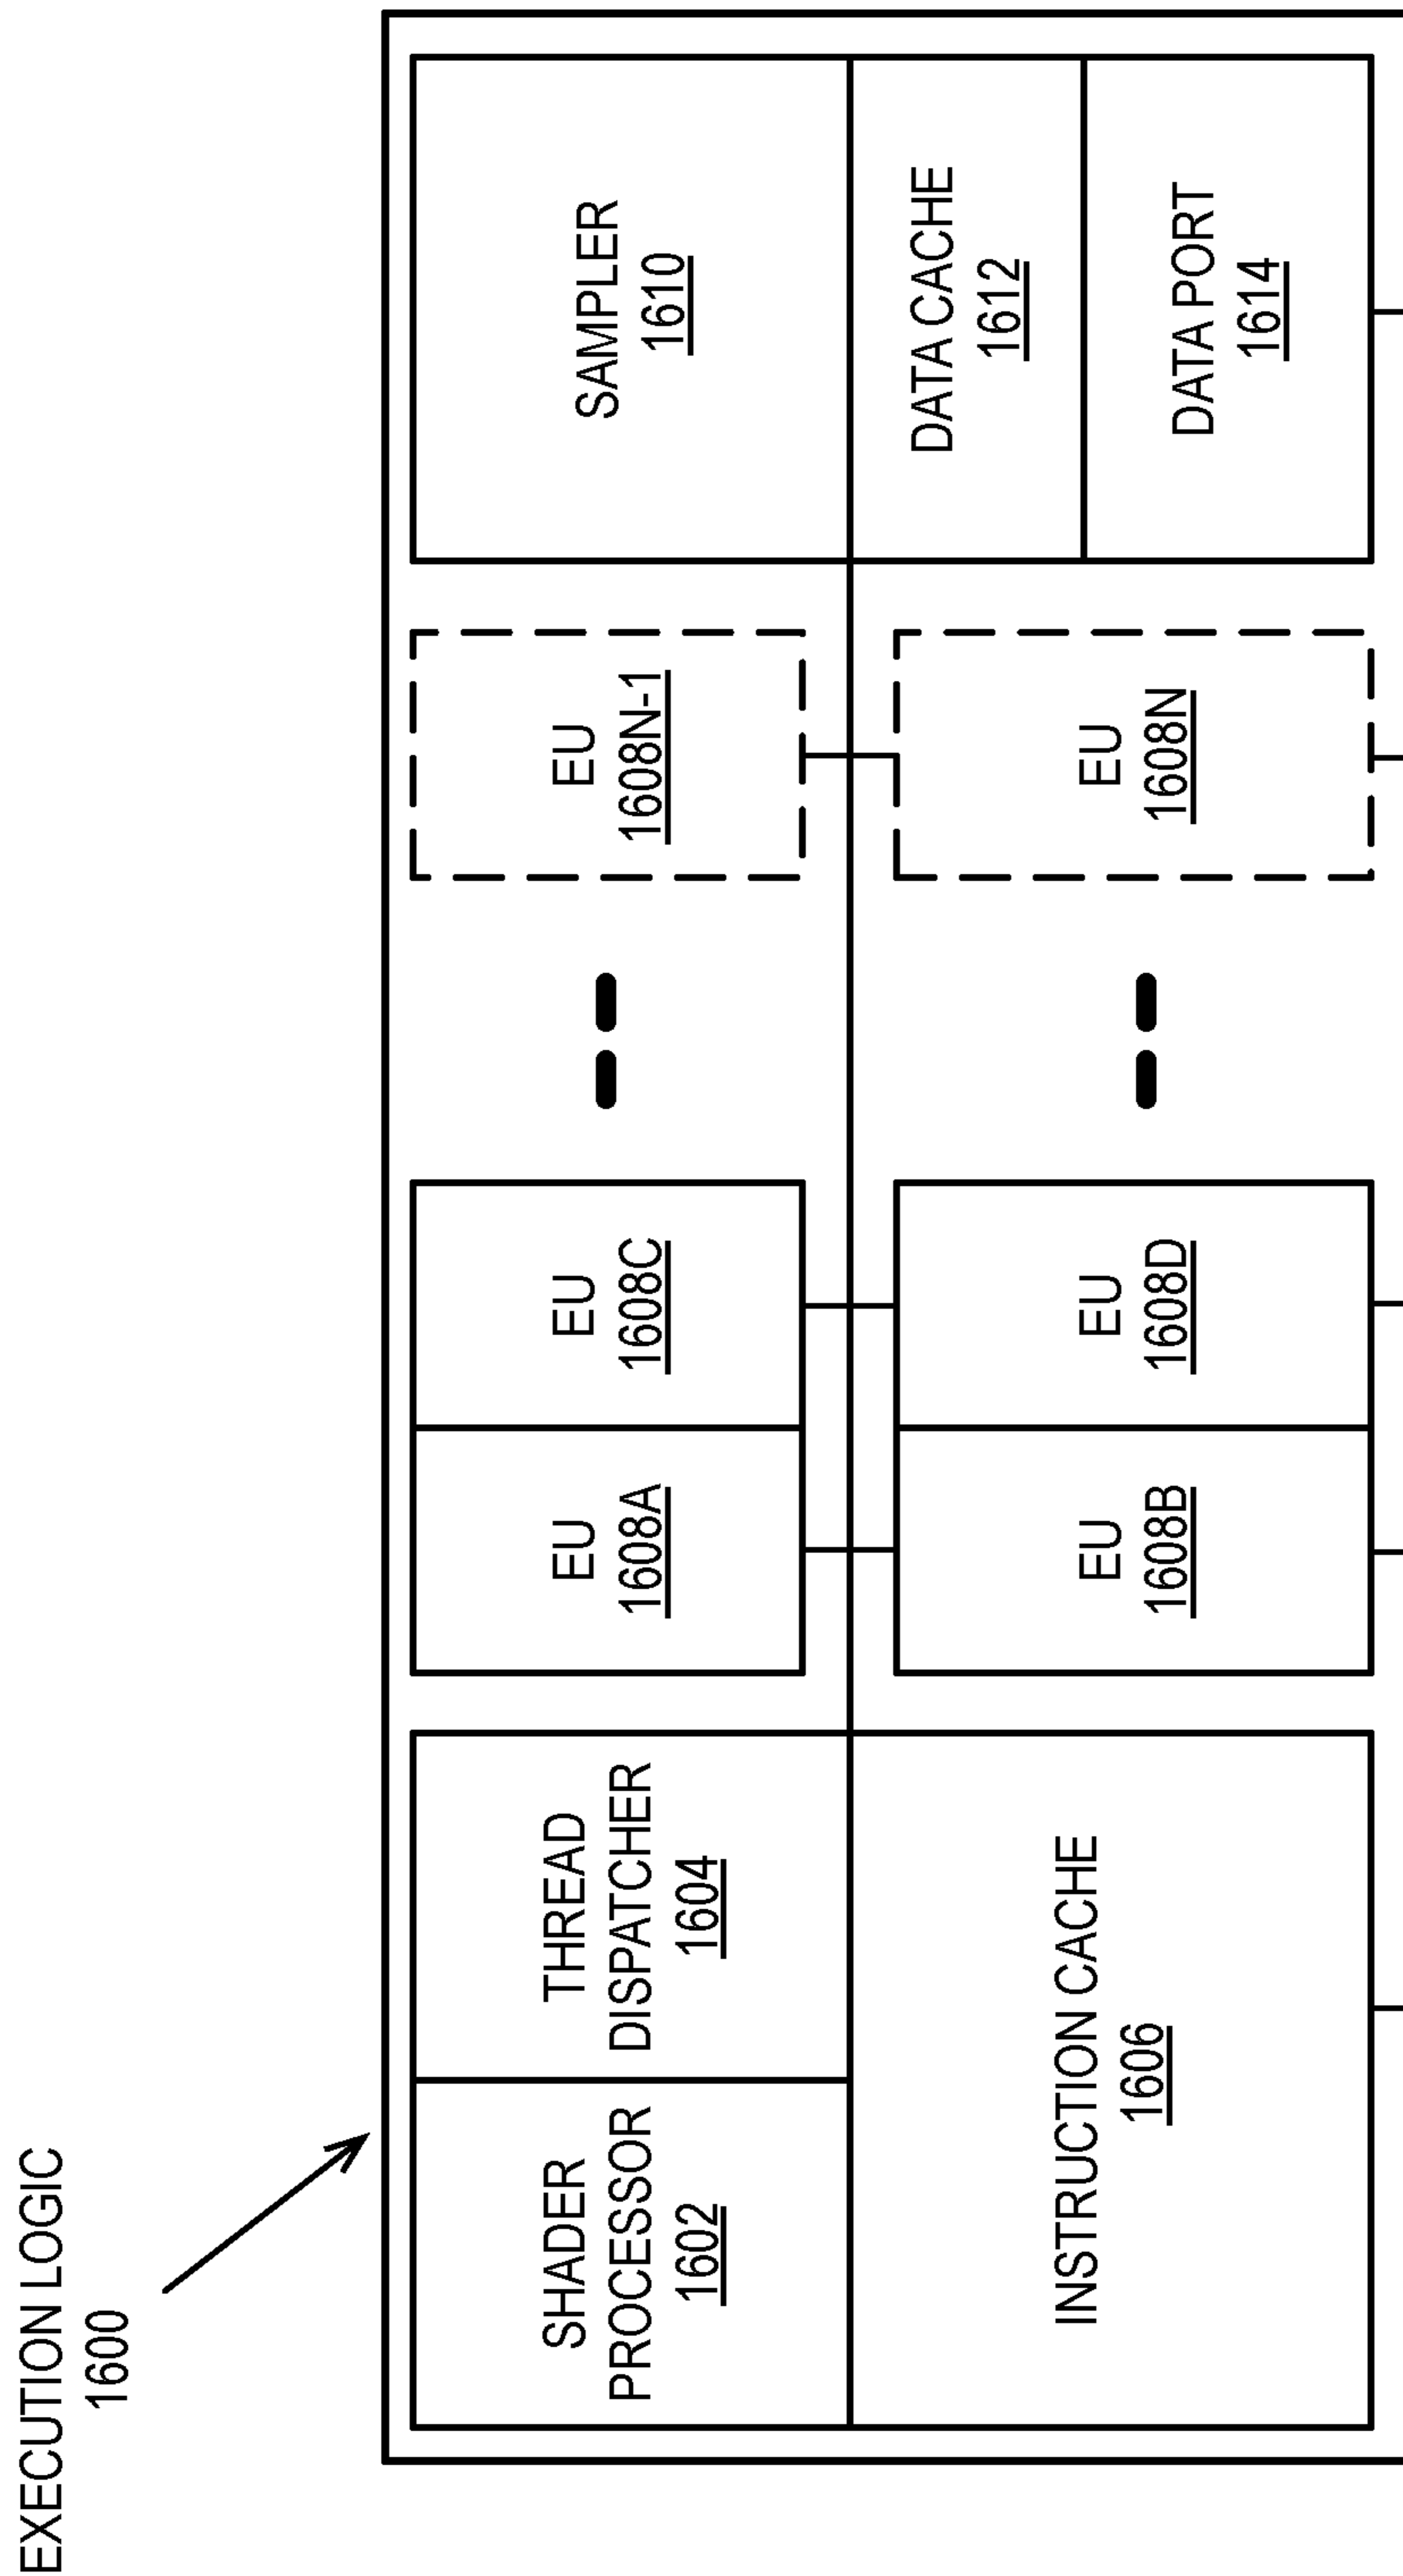 EXECUTION LOGIC
1600
SHADER
PROCESSOR
1602
THREAD
DISPATCHER
1604
INSTRUCTION CACHE
1606
EU
1608A
EU
1608C
EU
1608B
EU
1608D
EU
1608N-1
EU
1608N
SAMPLER
1610
DATA CACHE
1612
DATA PORT
1614